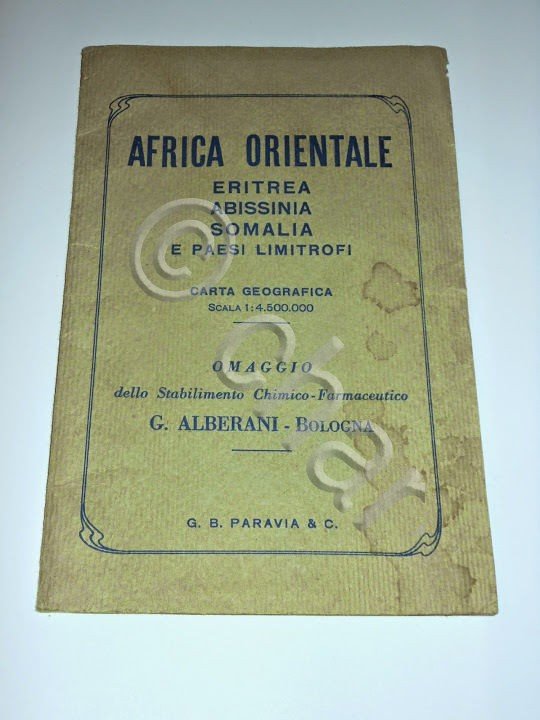 AFRICA ORIENTALE
ERITREA
ABISSINIA
SOMALIA
E PAESI LIMITROFI
CARTA GEOGRAFICA
SCALA 1:4.500.000
OMAGGIO
dello Stabilimento Chimico-Farmaceutico
G. ALBERANI - BOLOGNA
G. B. PARAVIA & C.
© chartaland